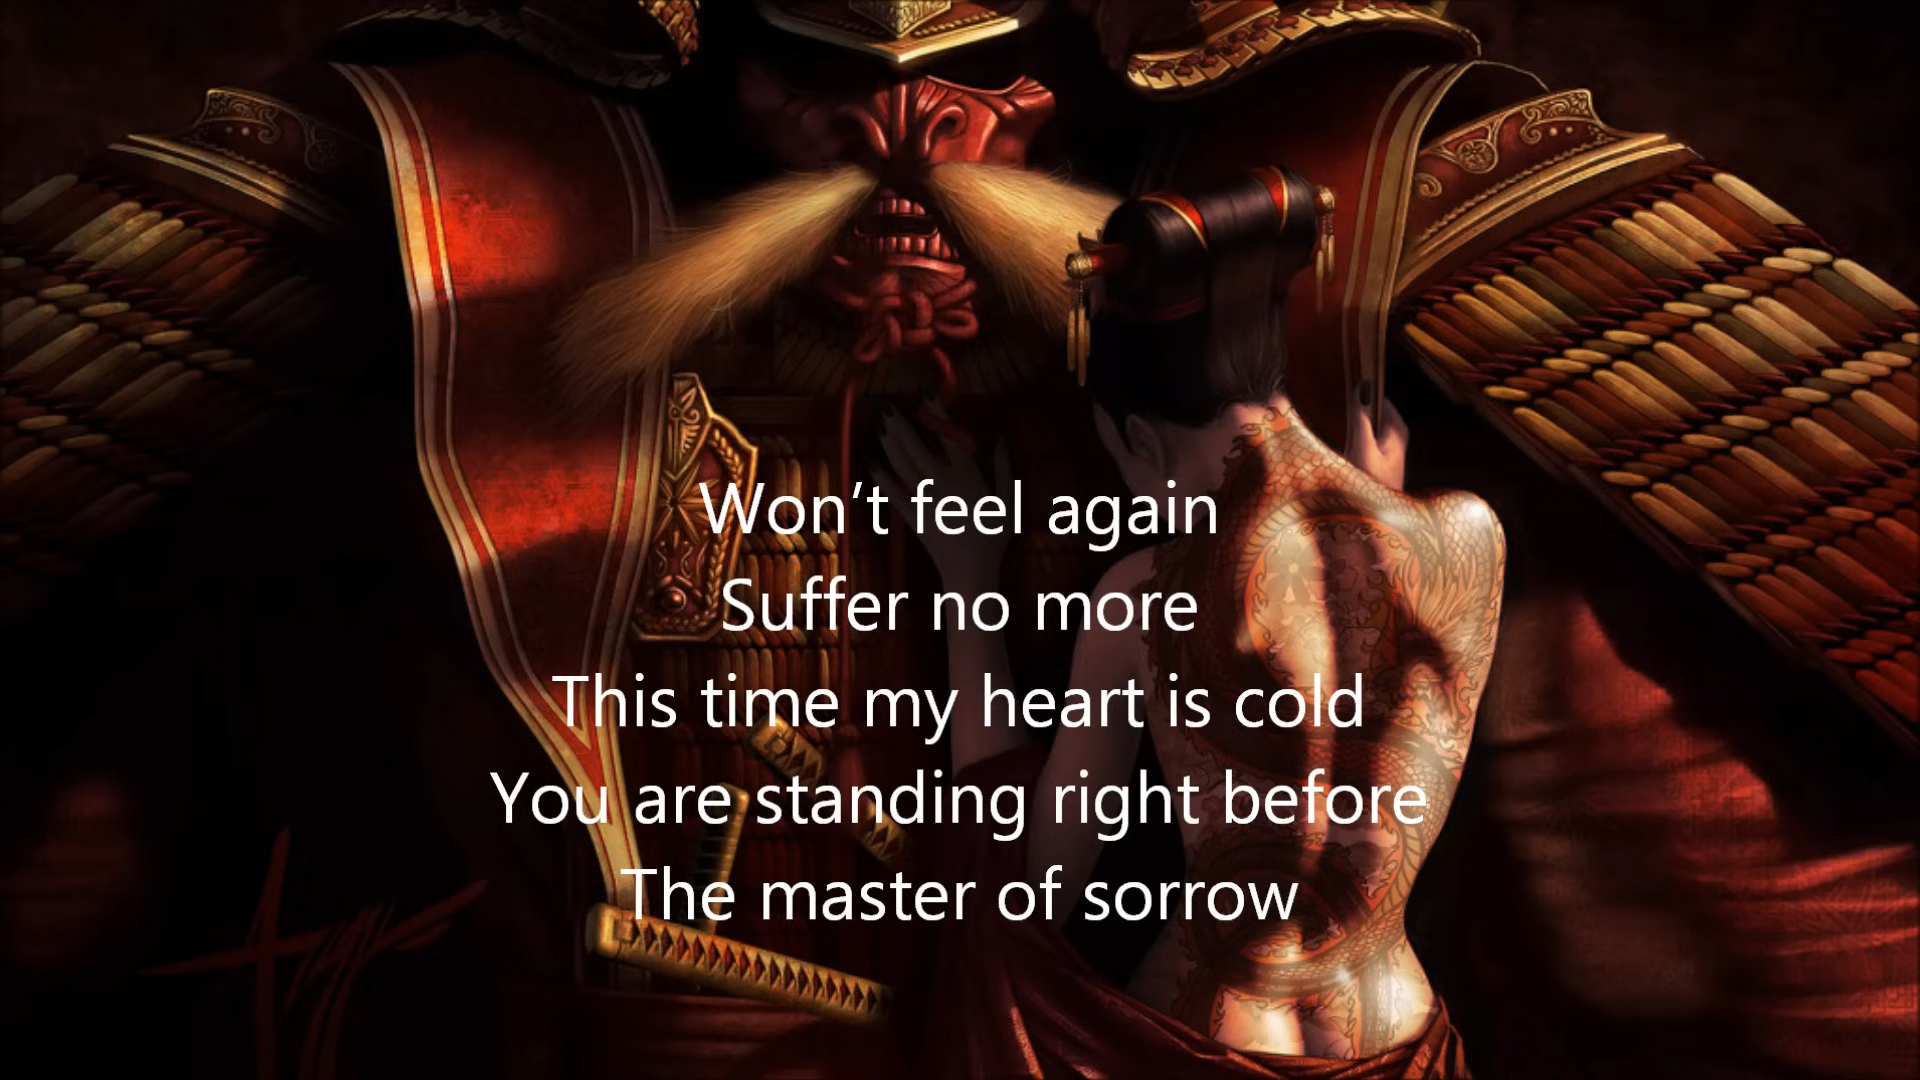 Won’t feel again
Suffer no more
This time my heart is cold
You are standing right before
The master of sorrow